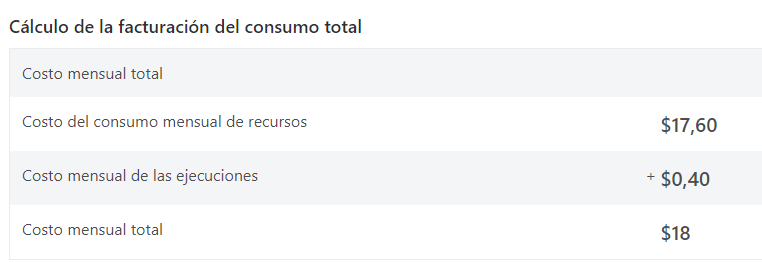 Cálculo de la facturación del consumo total
Costo mensual total
Costo del consumo mensual de recursos $17,60
Costo mensual de las ejecuciones + $0,40
Costo mensual total $18